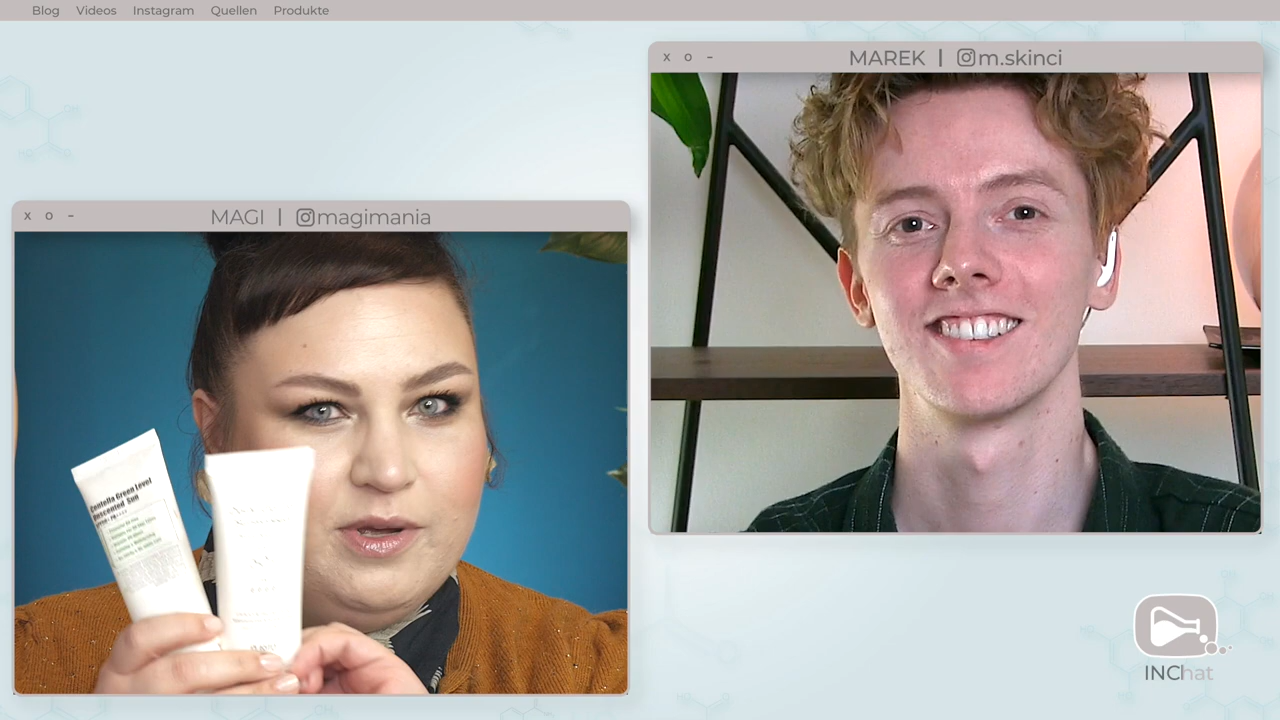 Blog Videos Instagram Quellen Produkte
x o - MAREK | m.skinci
x o - MAGI | magimania
Centella Green Level
Unscented Sun
INChat